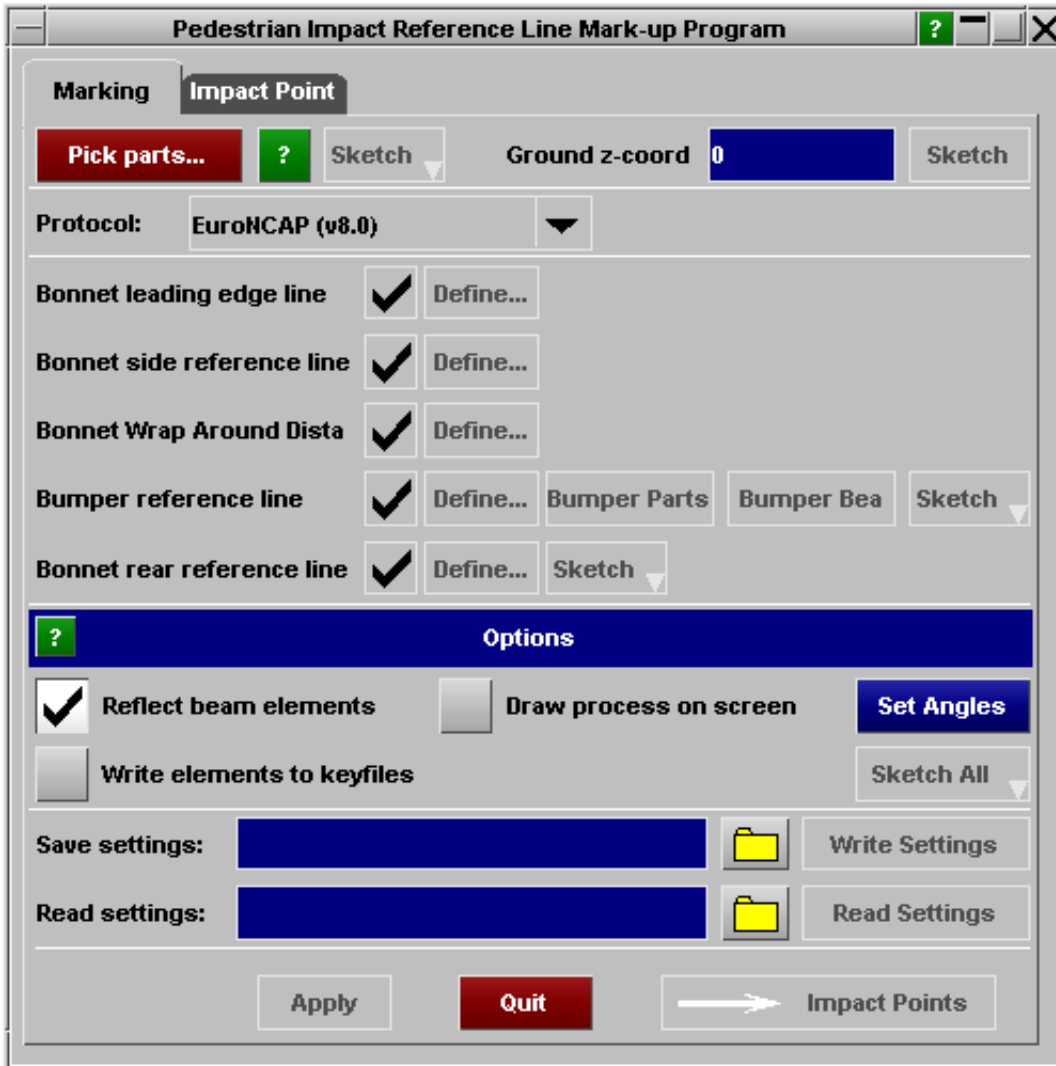 Pedestrian Impact Reference Line Mark-up Program ?
Marking Impact Point
Pick parts... ? Sketch Ground z-coord 0 Sketch
Protocol: EuroNCAP (v8.0)
Bonnet leading edge line Define...
Bonnet side reference line Define...
Bonnet Wrap Around Dista Define...
Bumper reference line Define... Bumper Parts Bumper Bea Sketch
Bonnet rear reference line Define... Sketch
? Options
Reflect beam elements Draw process on screen Set Angles
Write elements to keyfiles Sketch All
Save settings: Write Settings
Read settings: Read Settings
Apply Quit Impact Points